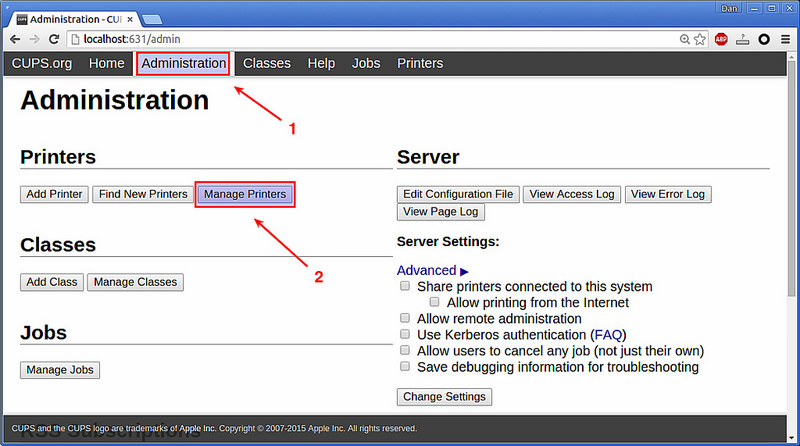 Dan
Administration - CU
localhost:631/admin
ABP
CUPS.org Home Administration Classes Help Jobs Printers
Administration
1
Printers
Add Printer Find New Printers Manage Printers
2
Classes
Add Class Manage Classes
Jobs
Manage Jobs
Server
Edit Configuration File View Access Log View Error Log
View Page Log
Server Settings:
Advanced ▶
Share printers connected to this system
Allow printing from the Internet
Allow remote administration
Use Kerberos authentication (FAQ)
Allow users to cancel any job (not just their own)
Save debugging information for troubleshooting
Change Settings
RSS Subscriptions
CUPS and the CUPS logo are trademarks of Apple Inc. Copyright © 2007-2015 Apple Inc. All rights reserved.